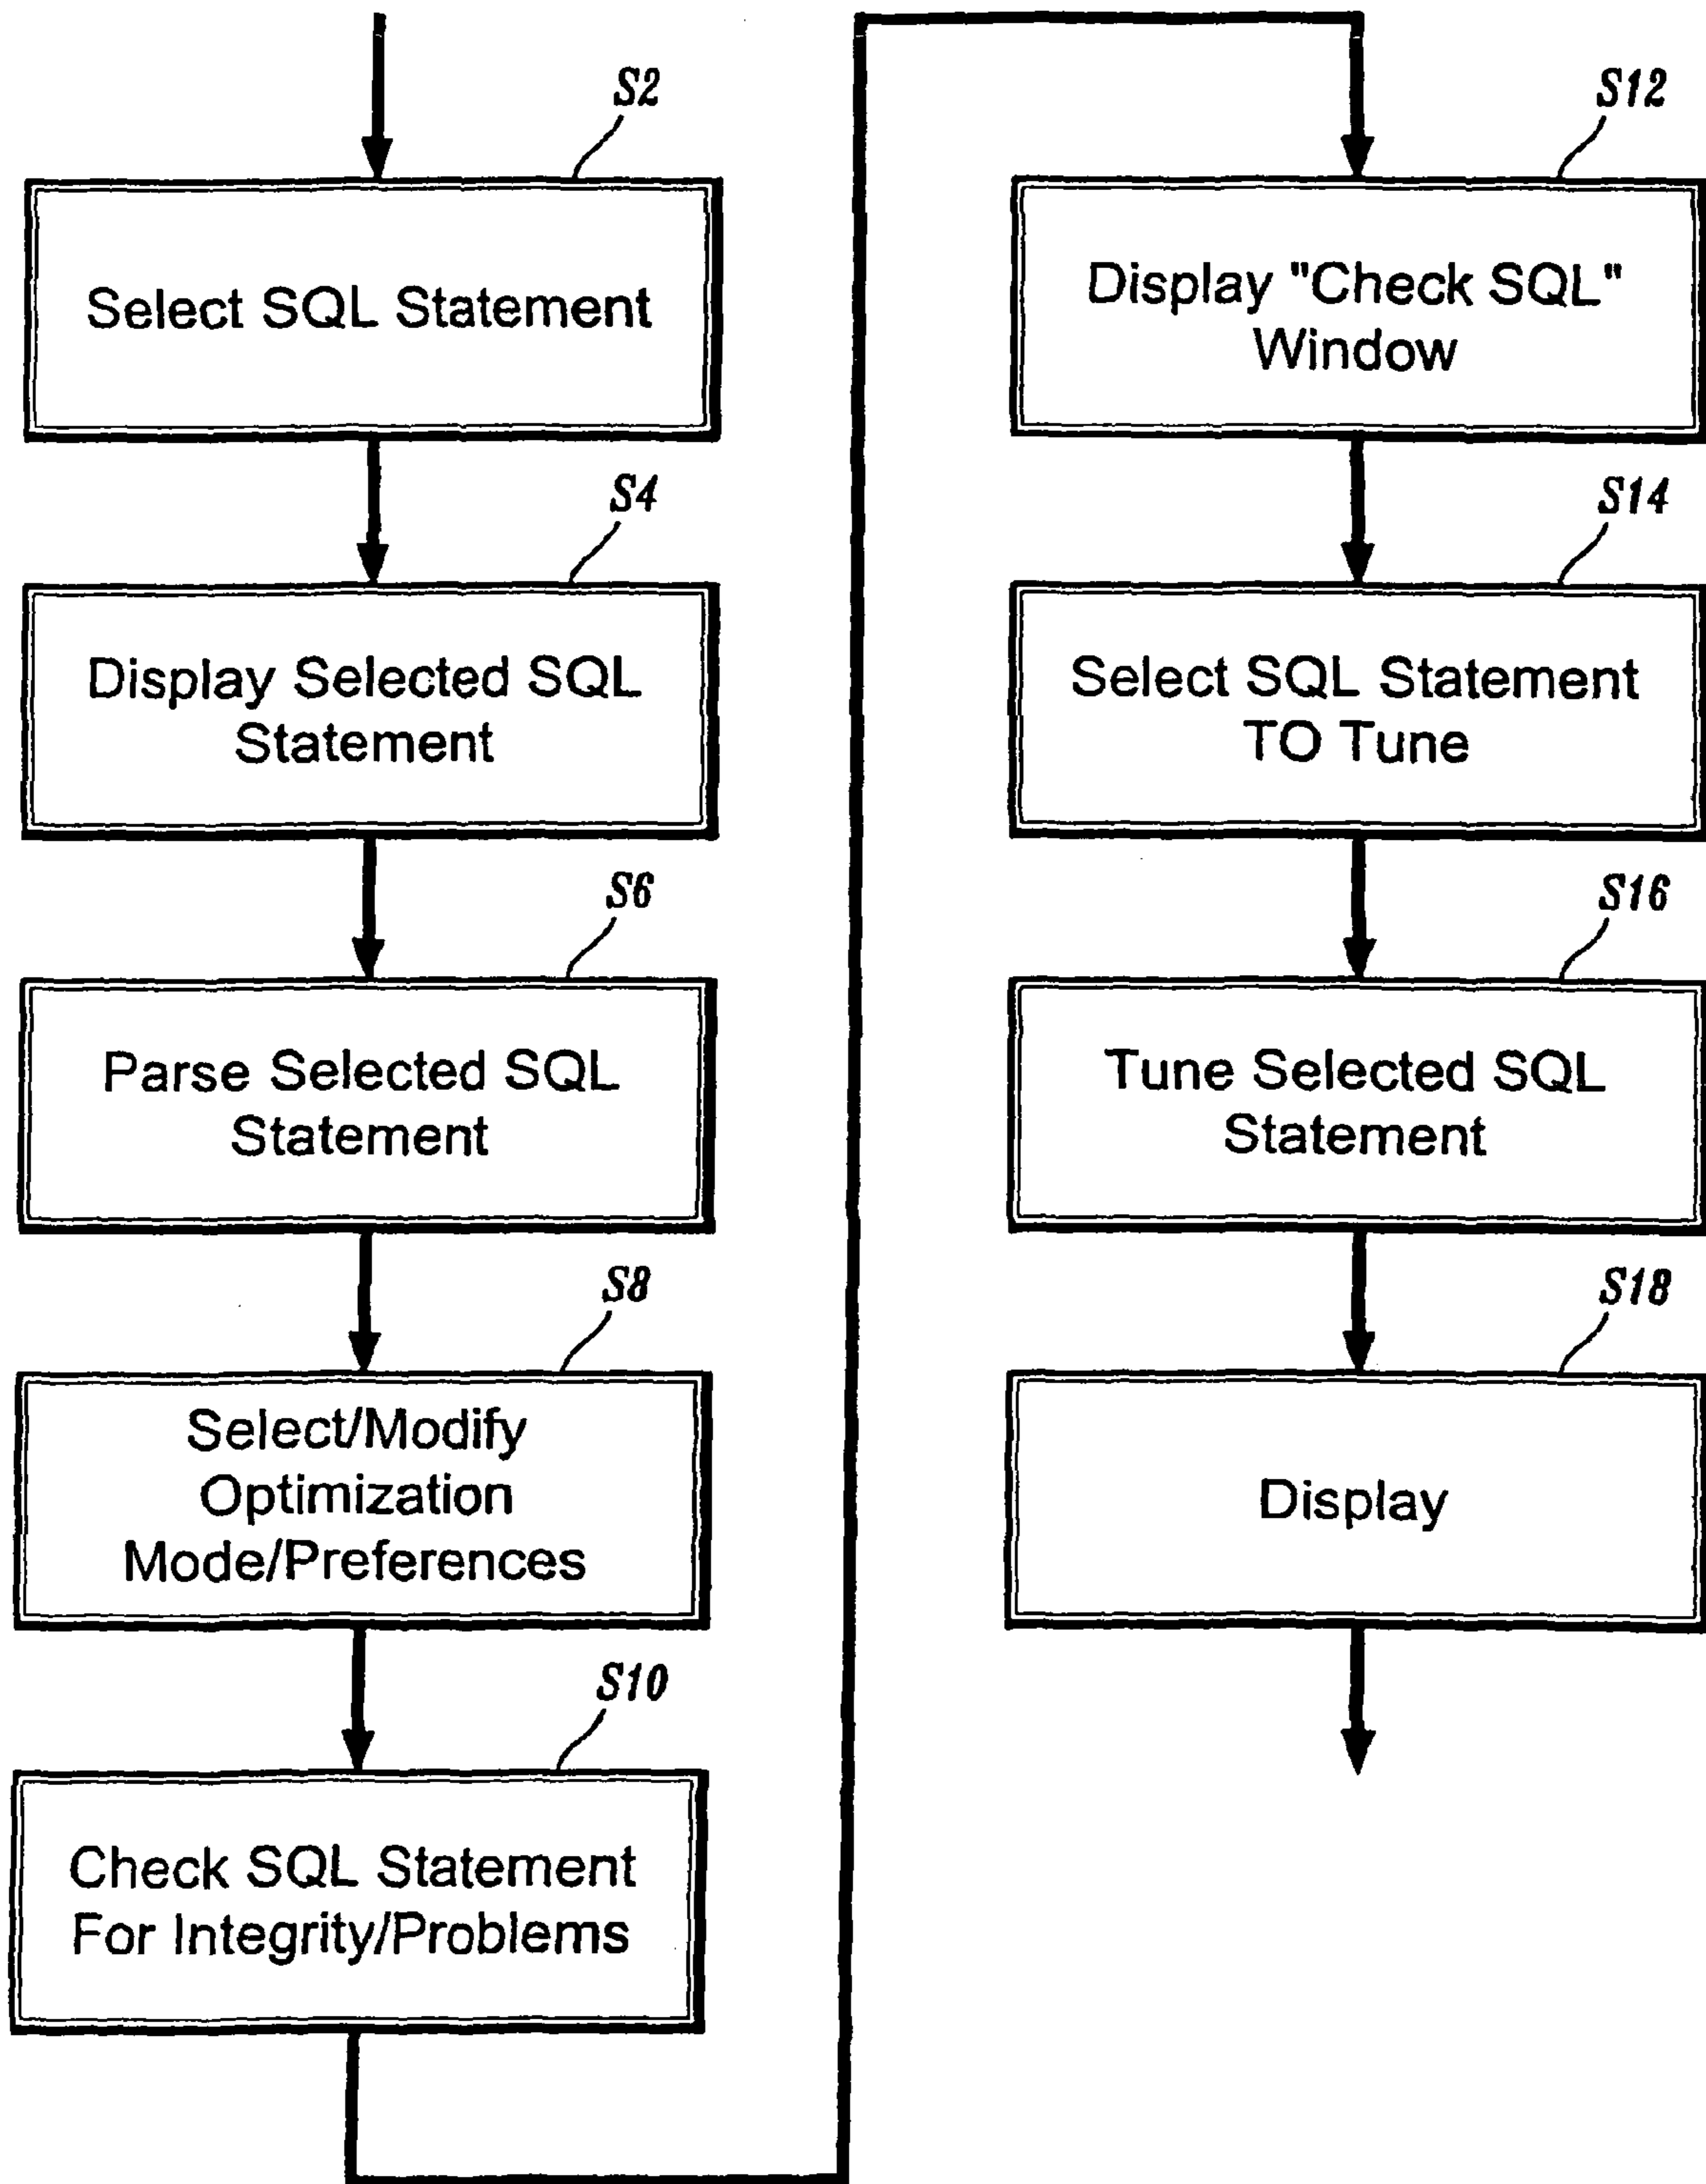 S2
Select SQL Statement
S4
Display Selected SQL
Statement
S6
Parse Selected SQL
Statement
S8
Select/Modify
Optimization
Mode/Preferences
S10
Check SQL Statement
For Integrity/Problems
S12
Display "Check SQL"
Window
S14
Select SQL Statement
TO Tune
S16
Tune Selected SQL
Statement
S18
Display